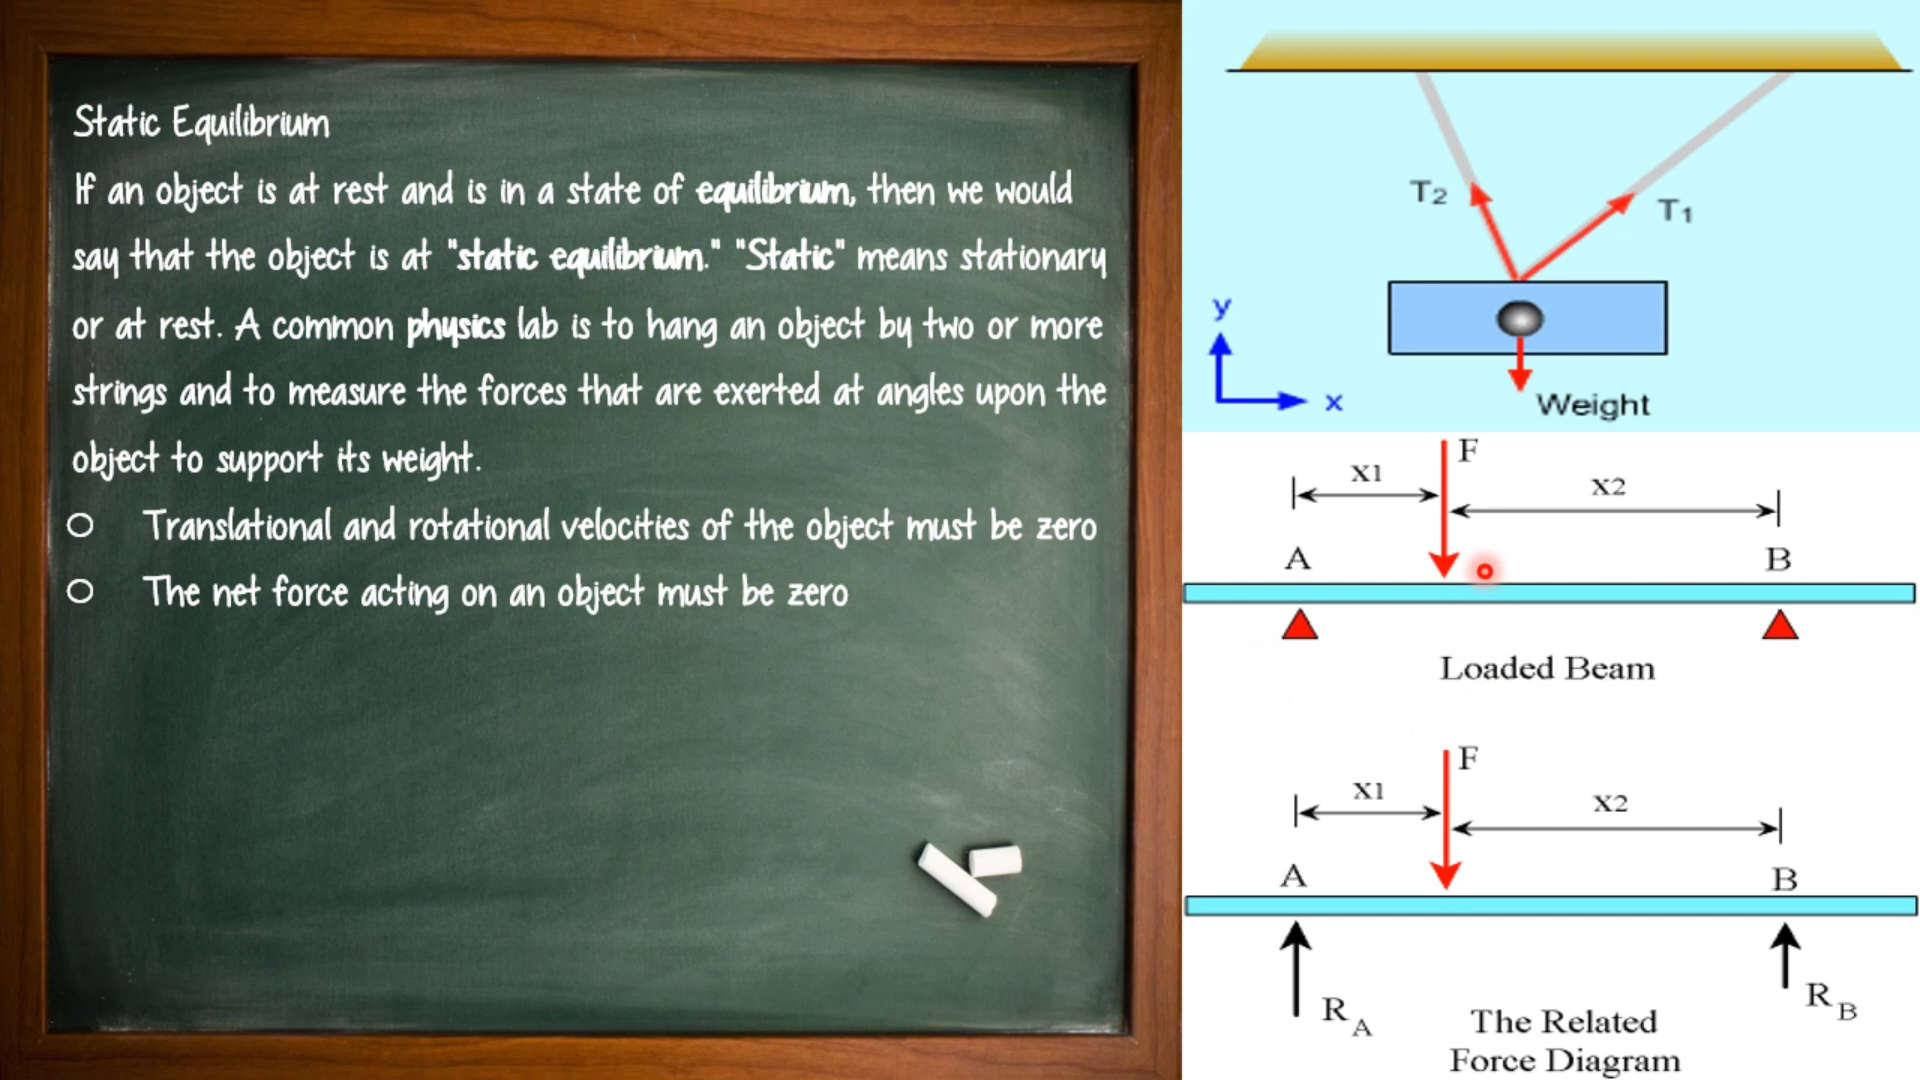 Static Equilibrium
If an object is at rest and is in a state of equilibrium, then we would
say that the object is at "static equilibrium." "Static" means stationary
or at rest. A common physics lab is to hang an object by two or more
strings and to measure the forces that are exerted at angles upon the
object to support its weight.
Translational and rotational velocities of the object must be zero
The net force acting on an object must be zero
T2
T1
y
x
Weight
F
X1
X2
A
B
Loaded Beam
F
X1
X2
A
B
RA
RB
The Related
Force Diagram